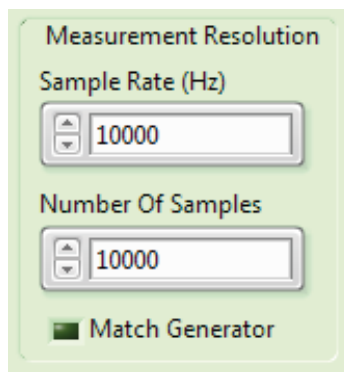 Measurement Resolution
Sample Rate (Hz)
10000
Number Of Samples
10000
Match Generator